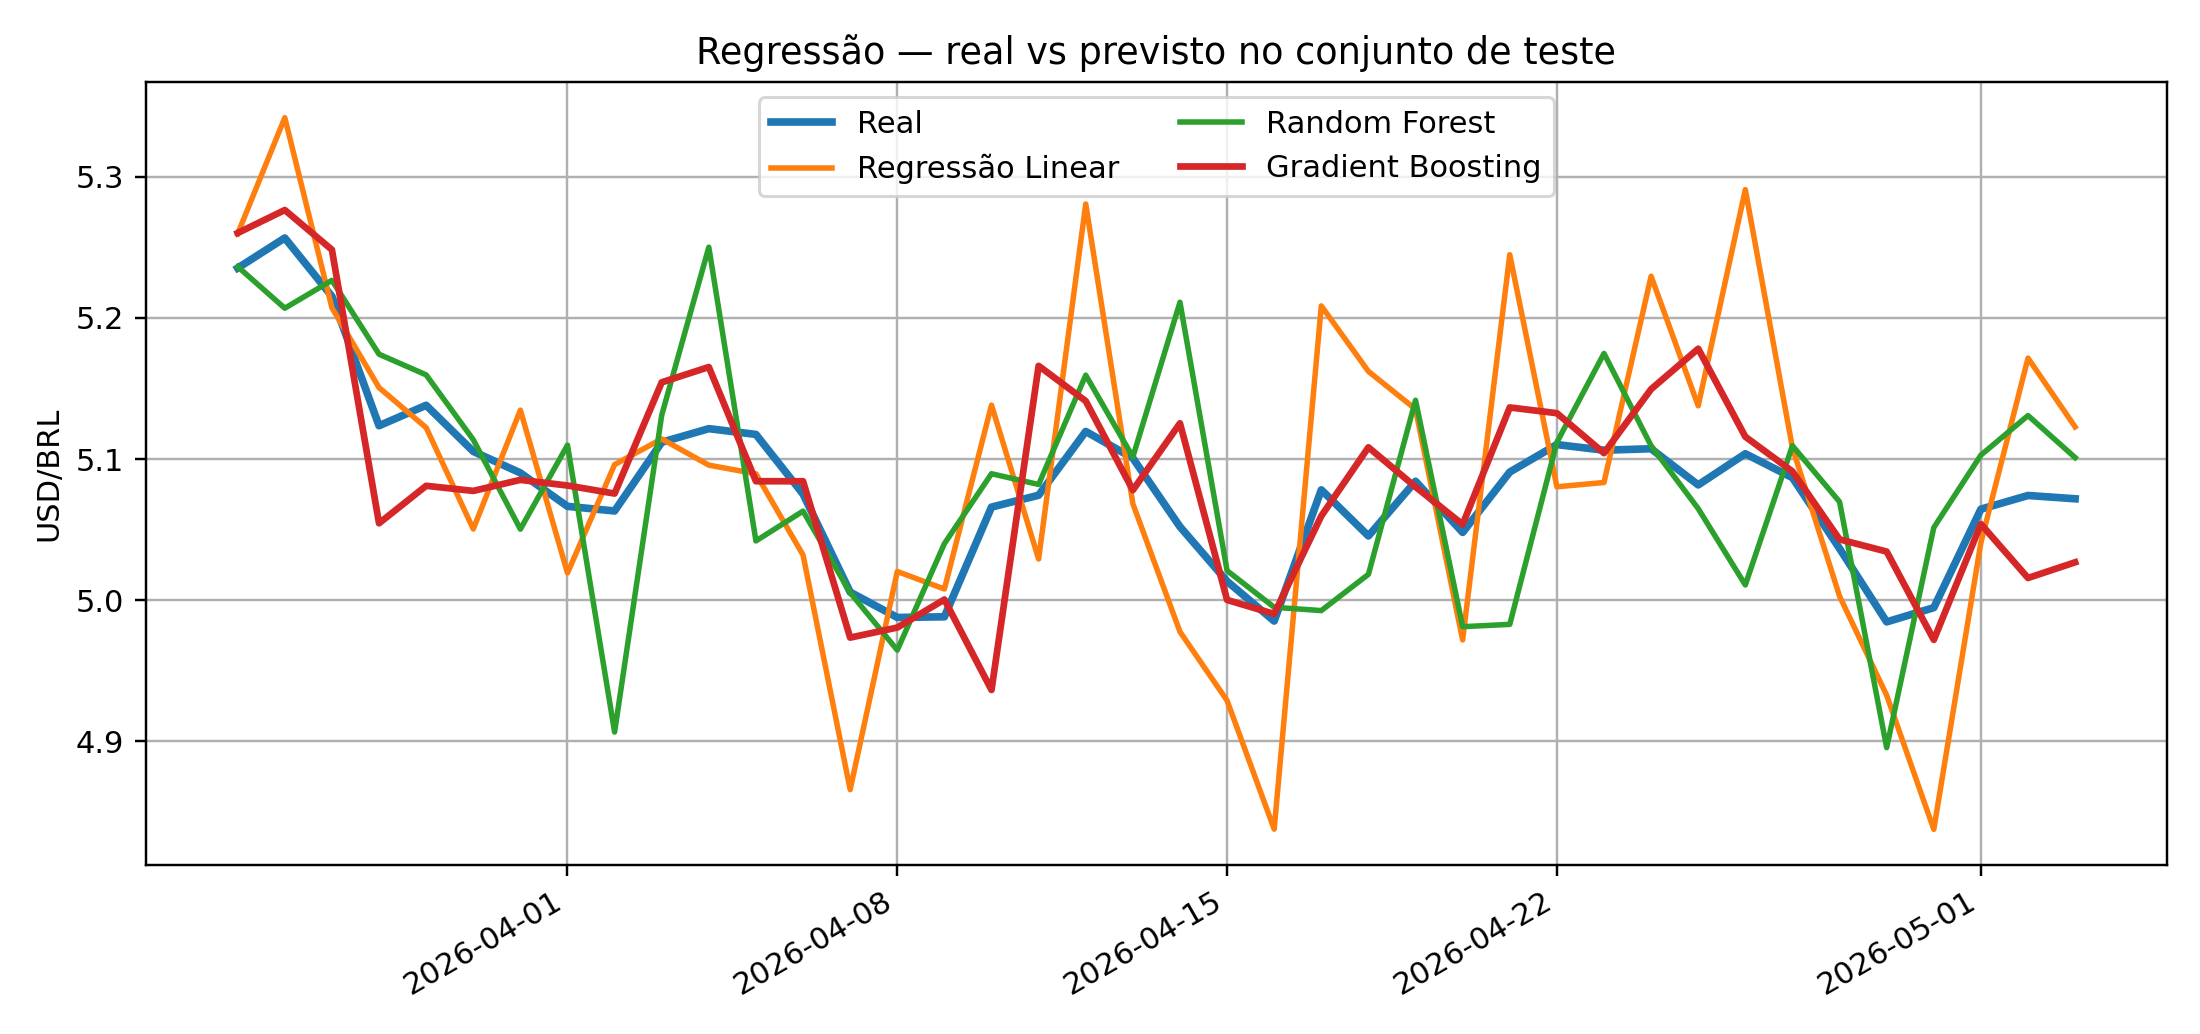 Regressão — real vs previsto no conjunto de teste
Real
Regressão Linear
Random Forest
Gradient Boosting
USD/BRL
5.3
5.2
5.1
5.0
4.9
2026-04-01
2026-04-08
2026-04-15
2026-04-22
2026-05-01